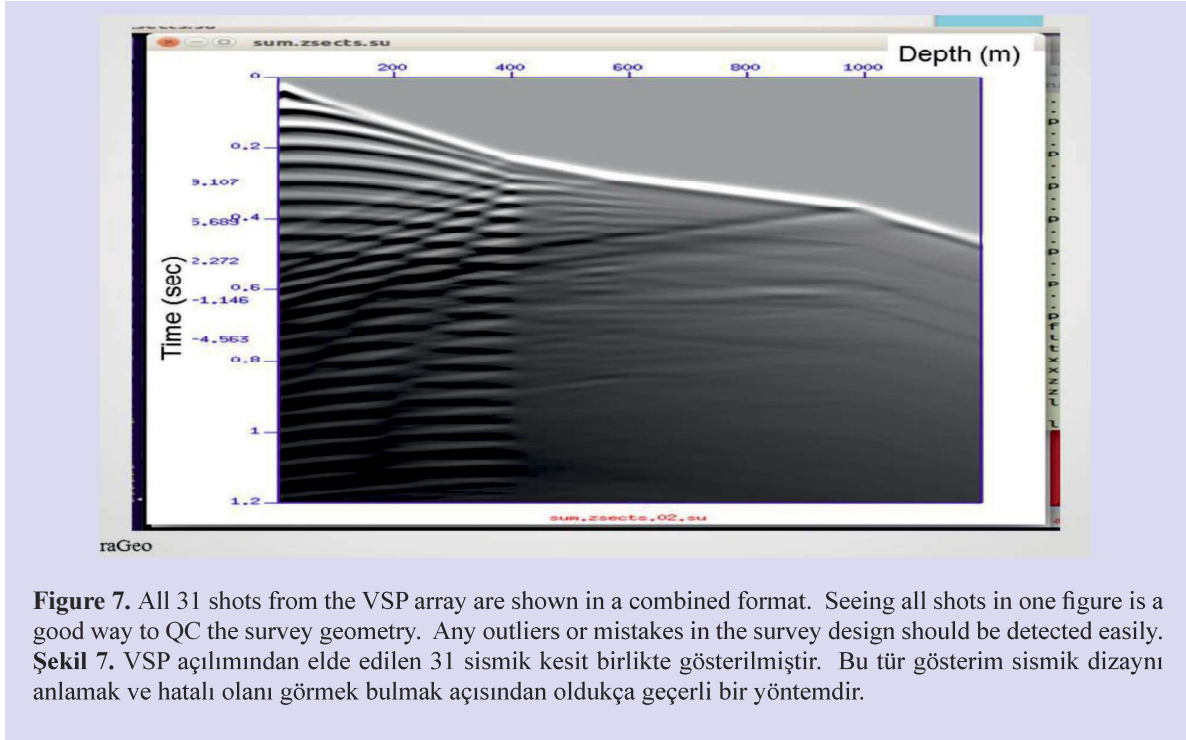 sum.zsects.su
Depth (m)
200 400 600 800 1000
0
0.2
9.107
0.4
5.689
2.272
0.6
-1.146
-4.563
0.8
1
1.2
Time (sec)
sum.zsects.02.su
raGeo
Figure 7. All 31 shots from the VSP array are shown in a combined format. Seeing all shots in one figure is a
good way to QC the survey geometry. Any outliers or mistakes in the survey design should be detected easily.
Şekil 7. VSP açılımından elde edilen 31 sismik kesit birlikte gösterilmiştir. Bu tür gösterim sismik dizaynı
anlamak ve hatalı olanı görmek bulmak açısından oldukça geçerli bir yöntemdir.